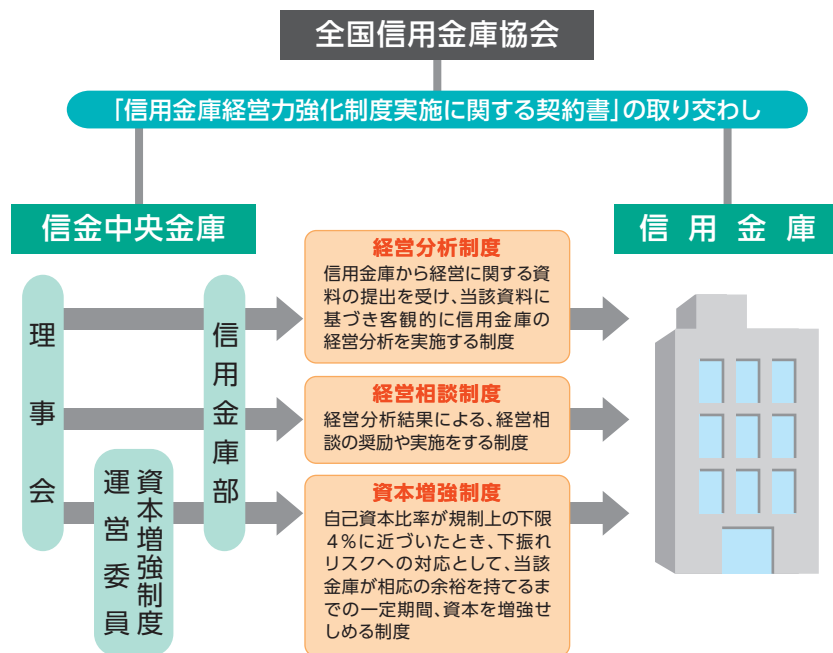 全国信用金庫協会
「信用金庫経営力強化制度実施に関する契約書」の取り交わし
信金中央金庫
信用金庫
理事会
資本増強制度
運営委員
信用金庫部
経営分析制度
信用金庫から経営に関する資
料の提出を受け、当該資料に
基づき客観的に信用金庫の
経営分析を実施する制度
経営相談制度
経営分析結果による、経営相
談の奨励や実施をする制度
資本増強制度
自己資本比率が規制上の下限
4%に近づいたとき、下振れ
リスクへの対応として、当該
金庫が相応の余裕を持てるま
での一定期間、資本を増強せ
しめる制度